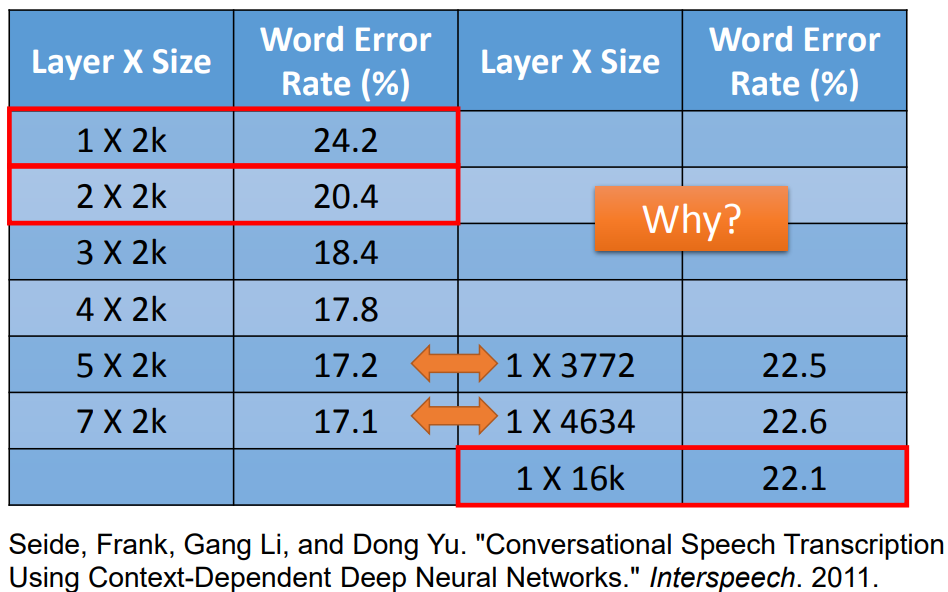 Layer X Size Word Error Rate (%) Layer X Size Word Error Rate (%)
1 X 2k 24.2
2 X 2k 20.4
Why?
3 X 2k 18.4
4 X 2k 17.8
5 X 2k 17.2 1 X 3772 22.5
7 X 2k 17.1 1 X 4634 22.6
1 X 16k 22.1
Seide, Frank, Gang Li, and Dong Yu. "Conversational Speech Transcription
Using Context-Dependent Deep Neural Networks." Interspeech. 2011.